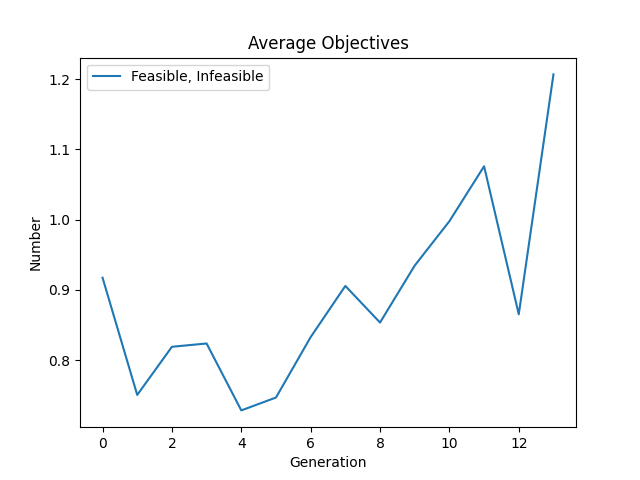 Average Objectives
Feasible, Infeasible
1.2
1.1
1.0
0.9
0.8
Number
0 2 4 6 8 10 12
Generation